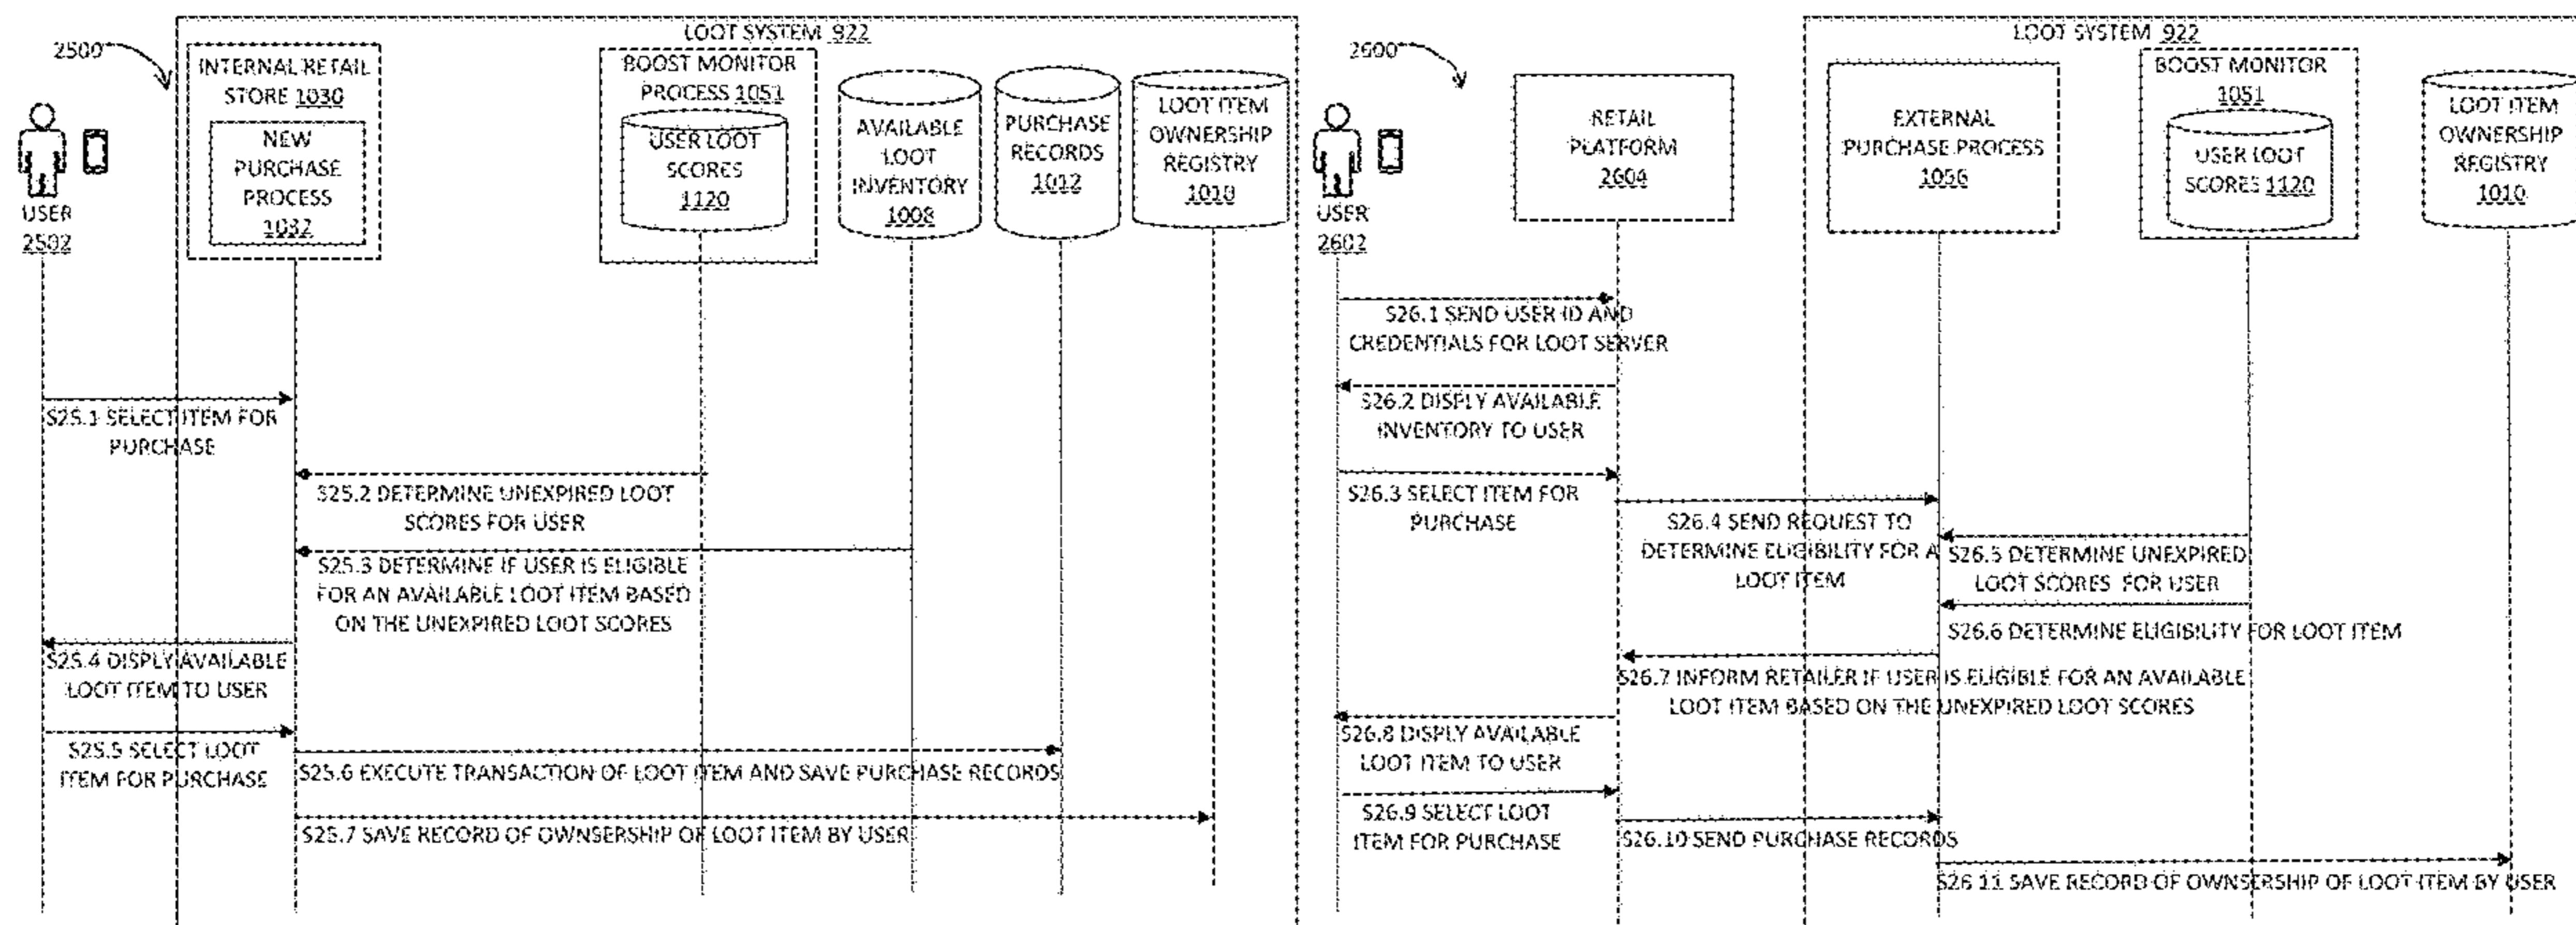 2500
LOOT SYSTEM 922
INTERNAL RETAIL
STORE 1030
NEW
PURCHASE
PROCESS
1032
BOOST MONITOR
PROCESS 1051
USER LOOT
SCORES
1120
AVAILABLE
LOOT
INVENTORY
1008
PURCHASE
RECORDS
1012
LOOT ITEM
OWNERSHIP
REGISTRY
1010
USER
2502
S25.1 SELECT ITEM FOR
PURCHASE
S25.2 DETERMINE UNEXPIRED LOOT
SCORES FOR USER
S25.3 DETERMINE IF USER IS ELIGIBLE
FOR AN AVAILABLE LOOT ITEM BASED
ON THE UNEXPIRED LOOT SCORES
S25.4 DISPLY AVAILABLE
LOOT ITEM TO USER
S25.5 SELECT LOOT
ITEM FOR PURCHASE
S25.6 EXECUTE TRANSACTION OF LOOT ITEM AND SAVE PURCHASE RECORDS
S25.7 SAVE RECORD OF OWNSERSHIP OF LOOT ITEM BY USER
2600
LOOT SYSTEM 922
RETAIL
PLATFORM
2604
EXTERNAL
PURCHASE PROCESS
1056
BOOST MONITOR
1051
USER LOOT
SCORES 1120
LOOT ITEM
OWNERSHIP
REGISTRY
1010
USER
2602
S26.1 SEND USER ID AND
CREDENTIALS FOR LOOT SERVER
S26.2 DISPLY AVAILABLE
INVENTORY TO USER
S26.3 SELECT ITEM FOR
PURCHASE
S26.4 SEND REQUEST TO
DETERMINE ELIGIBILITY FOR A
LOOT ITEM
S26.5 DETERMINE UNEXPIRED
LOOT SCORES FOR USER
S26.6 DETERMINE ELIGIBILITY FOR LOOT ITEM
S26.7 INFORM RETAILER IF USER IS ELIGIBLE FOR AN AVAILABLE
LOOT ITEM BASED ON THE UNEXPIRED LOOT SCORES
S26.8 DISPLY AVAILABLE
LOOT ITEM TO USER
S26.9 SELECT LOOT
ITEM FOR PURCHASE
S26.10 SEND PURCHASE RECORDS
S26.11 SAVE RECORD OF OWNSERSHIP OF LOOT ITEM BY USER